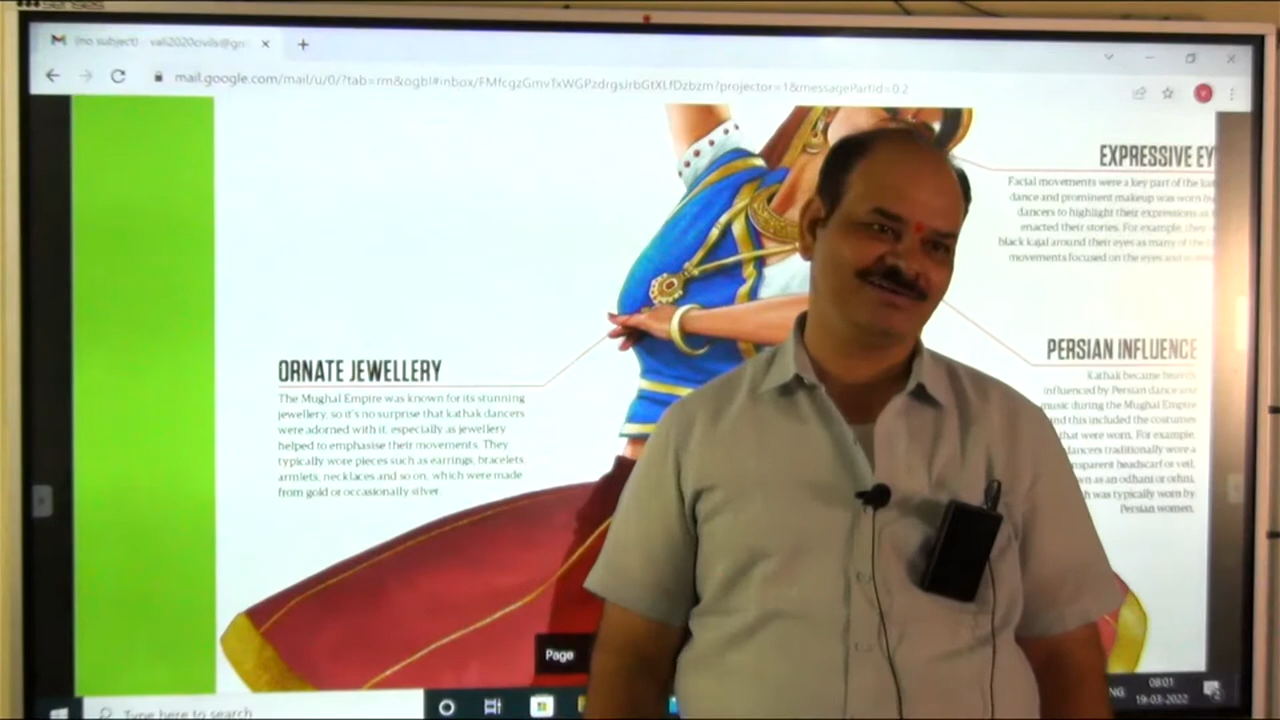 senses
(no subject) - vali2020civils@gm
mail.google.com/mail/u/0/?tab=rm&ogbl#inbox/FMfcgzGmvTxWGPzdrgsJrbGtXLfDzbzm?projector=1&messagePartId=0.2
EXPRESSIVE EY
Facial movements were a key part of the
dance and prominent makeup was worn by
dancers to highlight their expressions as
enacted their stories. For example, they
black kajal around their eyes as many of the
movements focused on the eyes and
ORNATE JEWELLERY
The Mughal Empire was known for its stunning
jewellery, so it's no surprise that kathak dancers
were adorned with it, especially as jewellery
helped to emphasise their movements. They
typically wore pieces such as earrings, bracelets,
armlets, necklaces and so on, which were made
from gold or occasionally silver.
PERSIAN INFLUENCE
Kathak became heavily
influenced by Persian dance and
music during the Mughal Empire
nd this included the costumes
that were worn. For example,
dancers traditionally wore a
nsparent headscarf or veil,
wn as an odhani or orhni,
h was typically worn by
Persian women.
Page
Type here to search
NG
08:01
19-03-2022